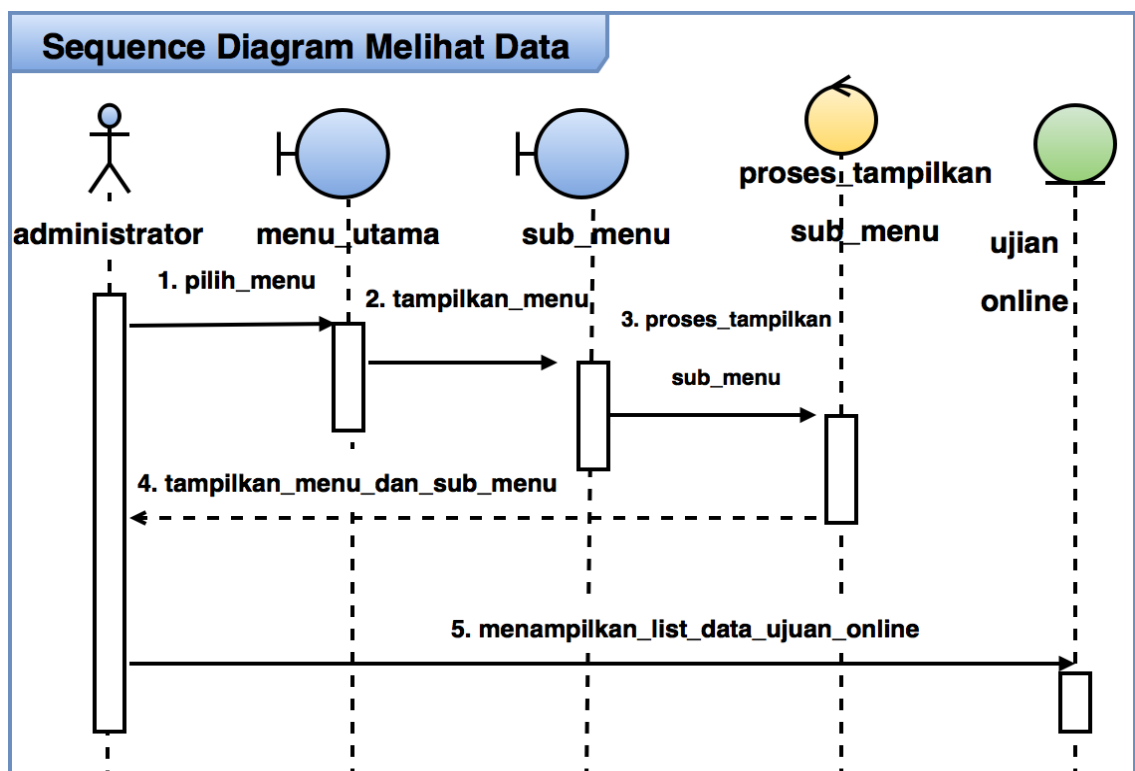 Sequence Diagram Melihat Data
administrator
menu_utama
sub_menu
proses_tampilkan
sub_menu
ujian
online
1. pilih_menu
2. tampilkan_menu
3. proses_tampilkan
sub_menu
4. tampilkan_menu_dan_sub_menu
5. menampilkan_list_data_ujuan_online